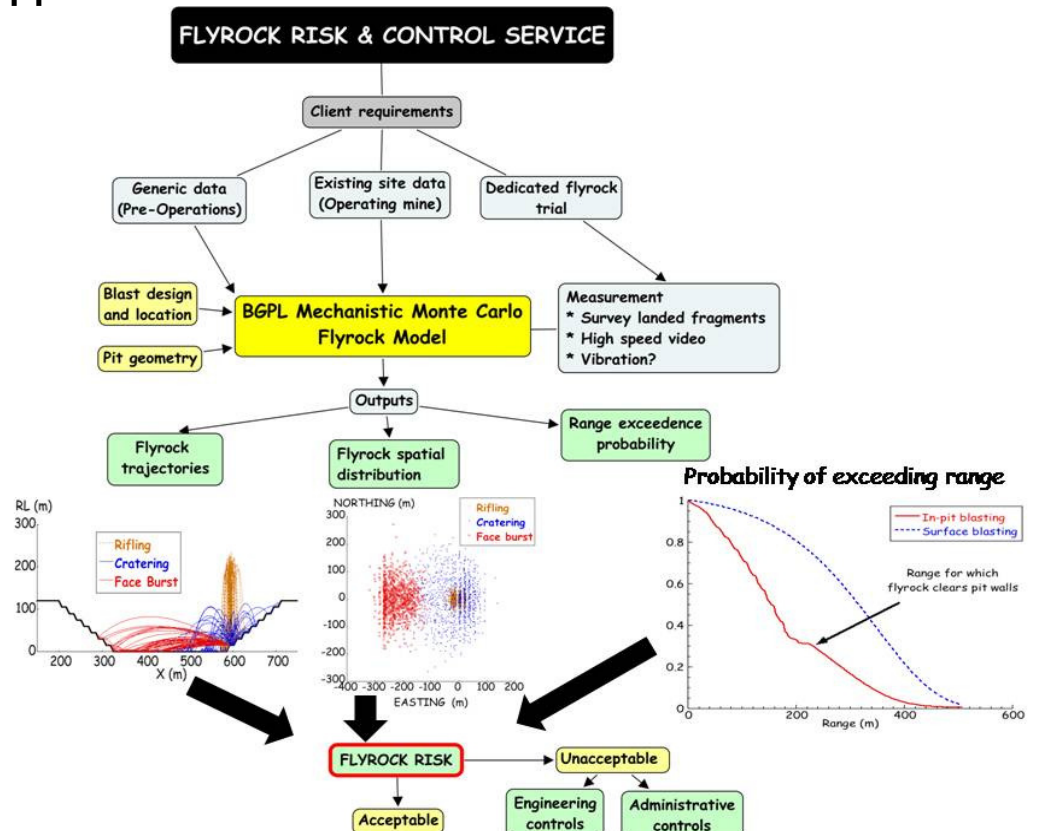 FLYROCK RISK & CONTROL SERVICE
Client requirements
Generic data
(Pre-Operations)
Existing site data
(Operating mine)
Dedicated flyrock
trial
Blast design
and location
Pit geometry
BGPL Mechanistic Monte Carlo
Flyrock Model
Measurement
* Survey landed fragments
* High speed video
* Vibration?
Outputs
Flyrock
trajectories
Flyrock spatial
distribution
Range exceedence
probability
RL (m)
300
200
100
0
Rifling
Cratering
Face Burst
200 300 400 500 600 700
X (m)
NORTHING (m)
300
200
100
0
-100
-200
-300
Rifling
Cratering
Face burst
-400 -300 -200 -100 0 100 200
EASTING (m)
Probability of exceeding range
1
0.8
0.6
0.4
0.2
0
In-pit blasting
Surface blasting
Range for which
flyrock clears pit walls
0 200 400 600
Range (m)
FLYROCK RISK
Unacceptable
Acceptable
Engineering
controls
Administrative
controls